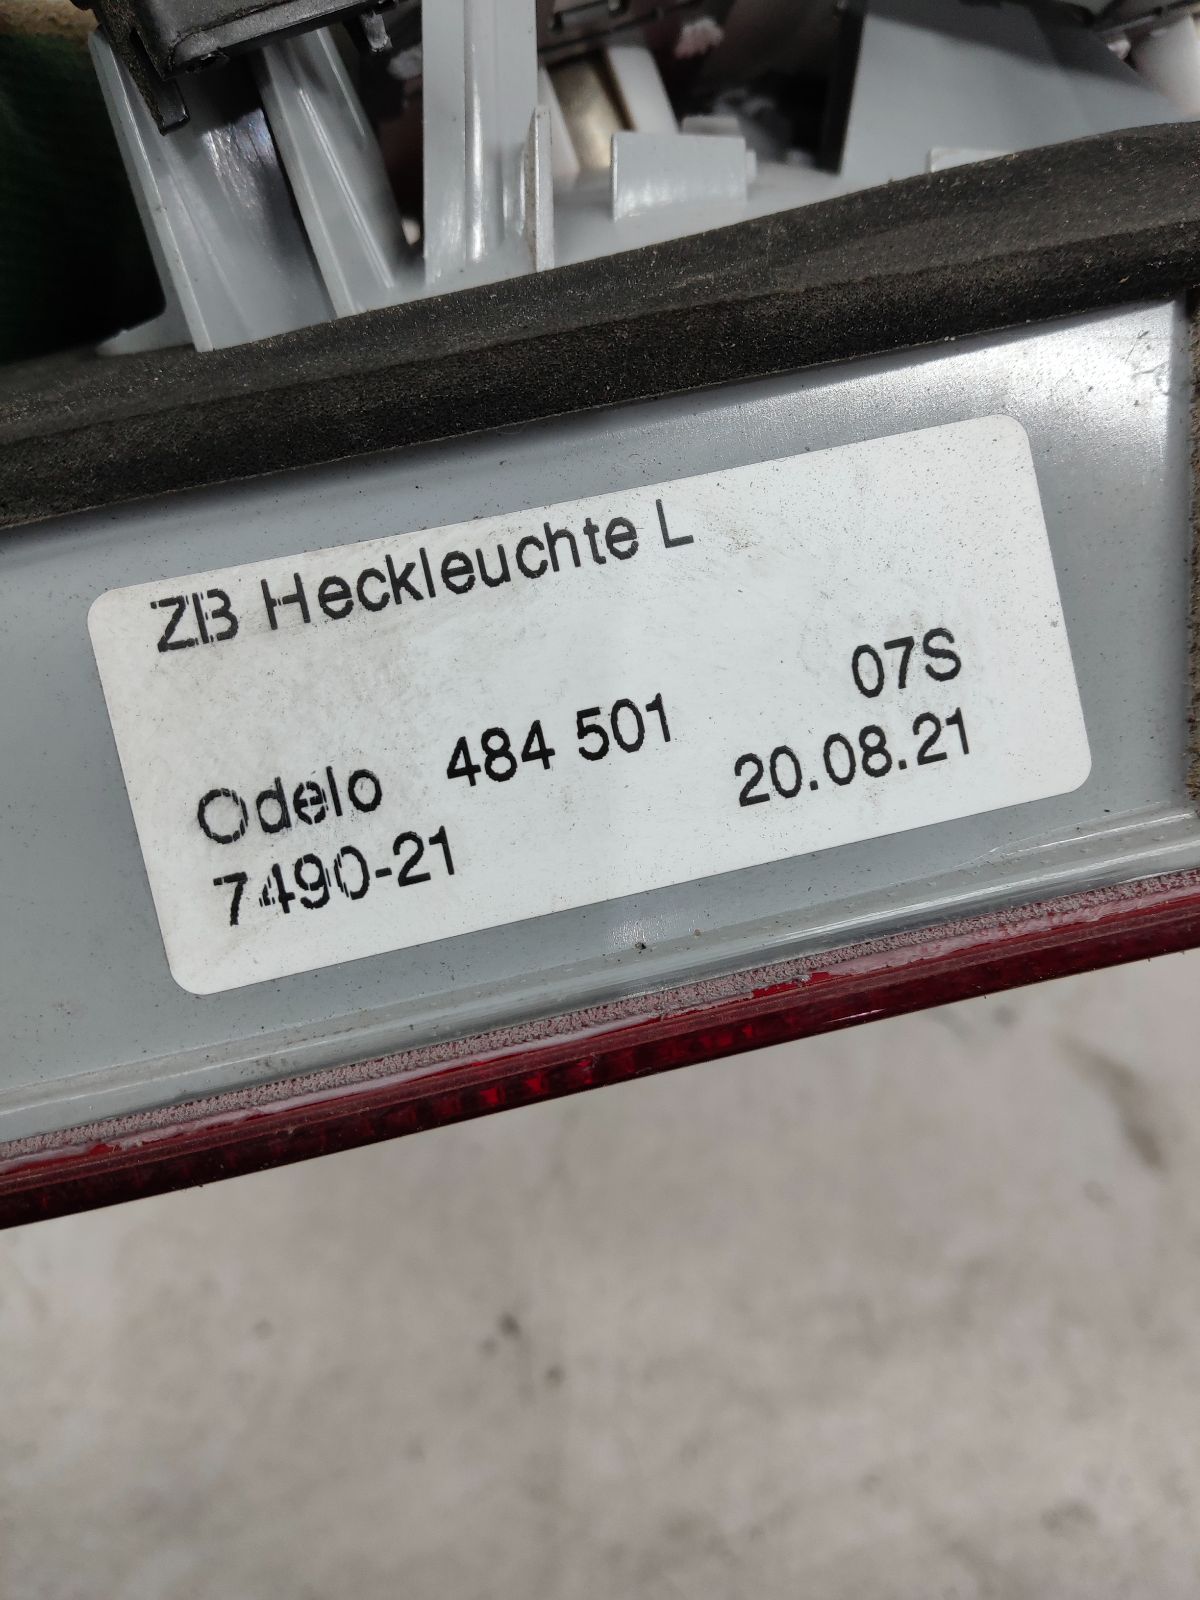 ZB Heckleuchte L
07S
Odelo 484 501 20.08.21
7490-21